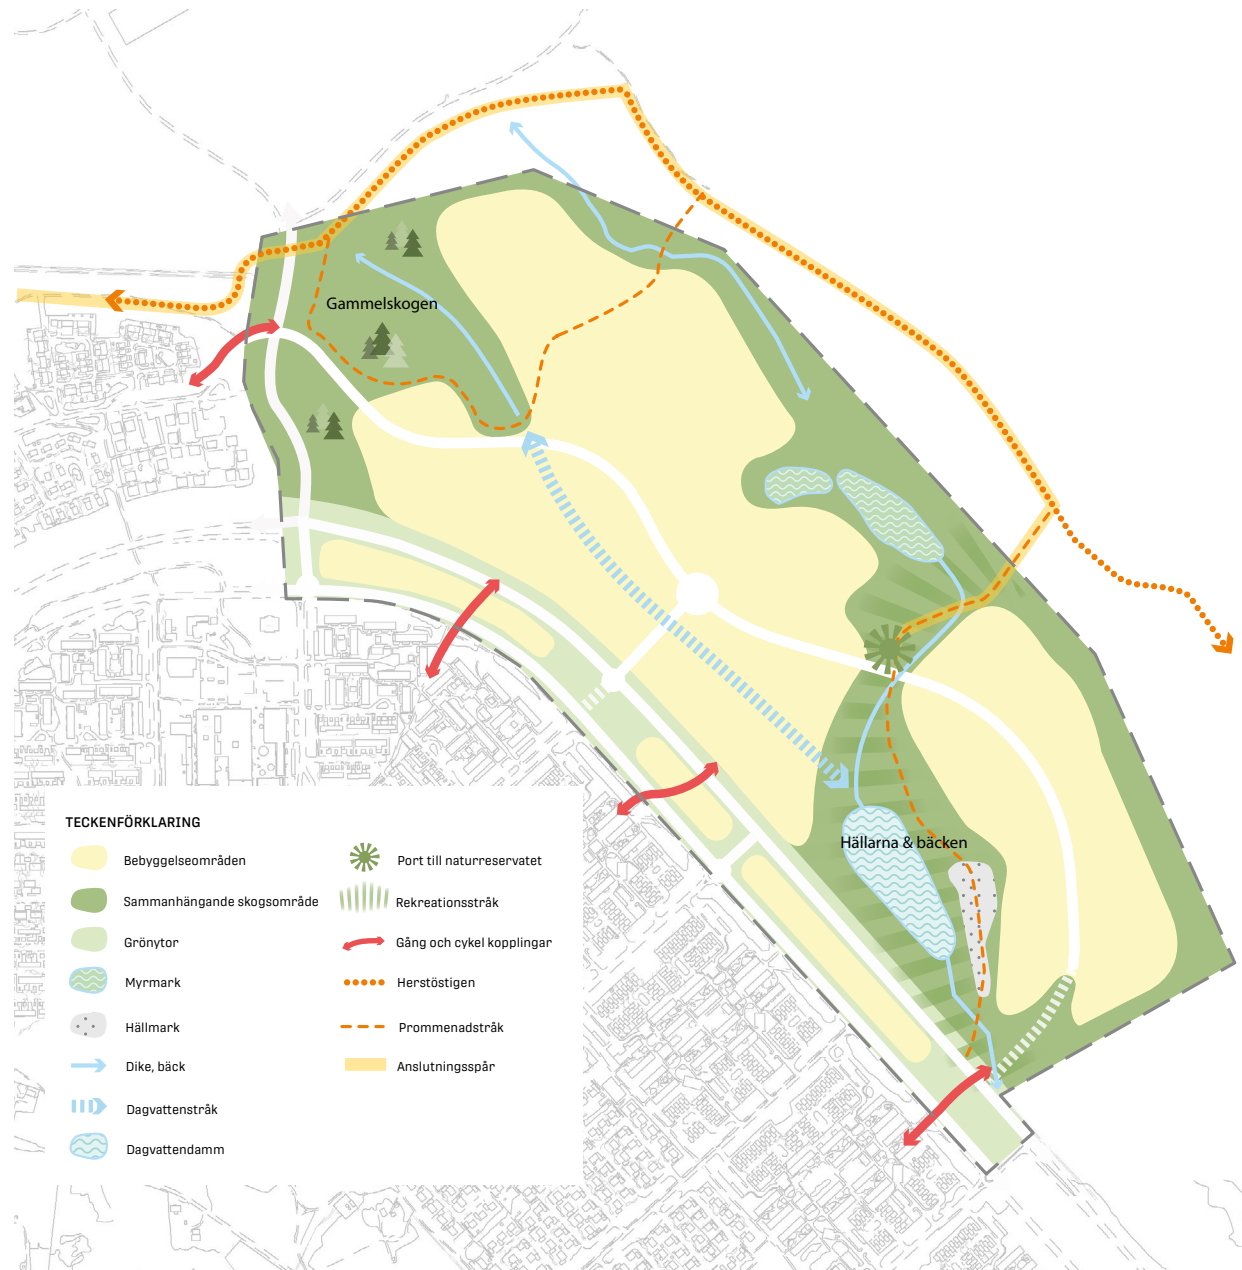 Gammelskogen
Hällarna & bäcken
TECKENFÖRKLARING
Bebyggelseområden
Sammanhängande skogsområde
Grönytor
Myrmark
Hällmark
Dike, bäck
Dagvattenstråk
Dagvattendamm
Port till naturreservatet
Rekreationsstråk
Gång och cykel kopplingar
Herstöstigen
Prommenadstråk
Anslutningsspår